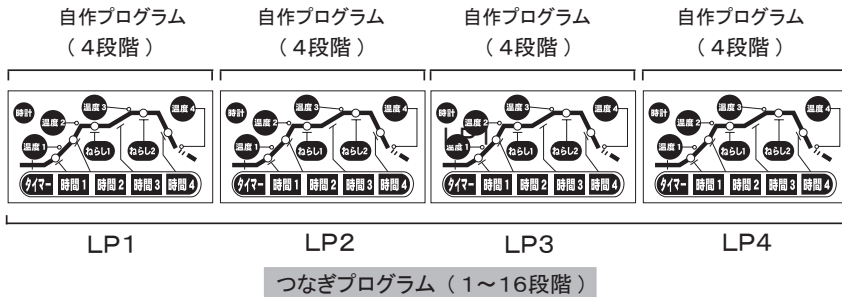 自作プログラム 自作プログラム 自作プログラム 自作プログラム
（4段階） （4段階） （4段階） （4段階）
時計 温度1 温度2 温度3 温度4 ねらし1 ねらし2
タイマー 時間1 時間2 時間3 時間4
時計 温度1 温度2 温度3 温度4 ねらし1 ねらし2
タイマー 時間1 時間2 時間3 時間4
時計 温度1 温度2 温度3 温度4 ねらし1 ねらし2
タイマー 時間1 時間2 時間3 時間4
時計 温度1 温度2 温度3 温度4 ねらし1 ねらし2
タイマー 時間1 時間2 時間3 時間4
LP1 LP2 LP3 LP4
つなぎプログラム（1〜16段階）